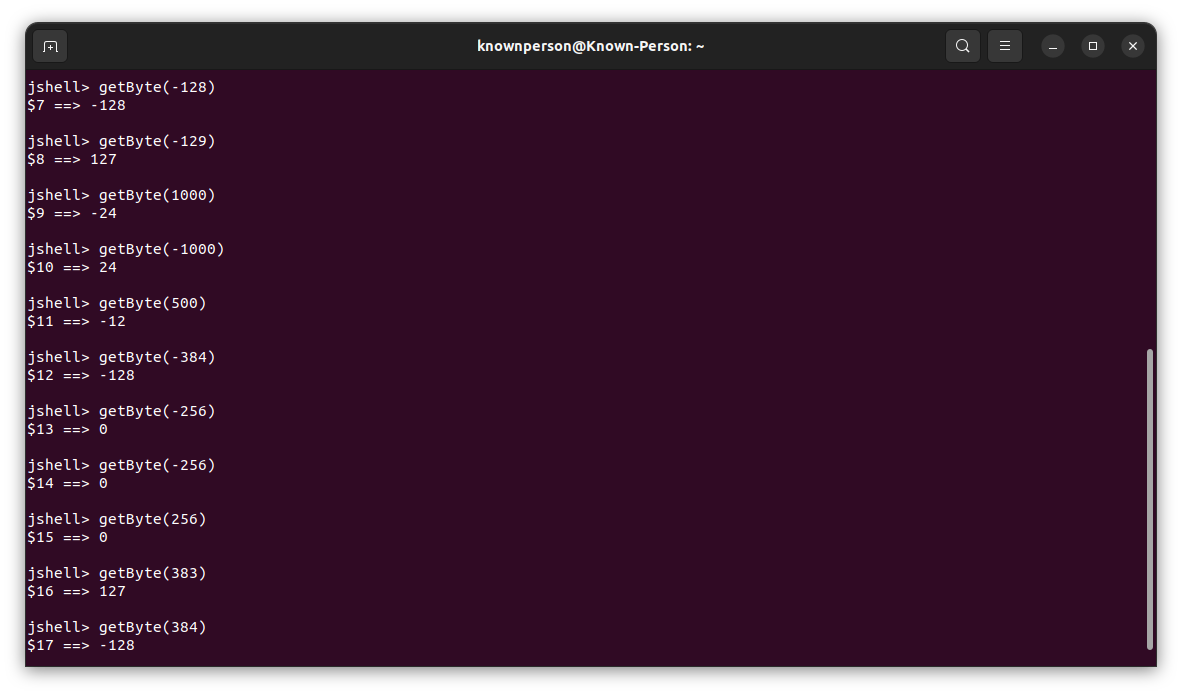 knownperson@Known-Person: ~
jshell> getByte(-128)
$7 ==> -128
jshell> getByte(-129)
$8 ==> 127
jshell> getByte(1000)
$9 ==> -24
jshell> getByte(-1000)
$10 ==> 24
jshell> getByte(500)
$11 ==> -12
jshell> getByte(-384)
$12 ==> -128
jshell> getByte(-256)
$13 ==> 0
jshell> getByte(-256)
$14 ==> 0
jshell> getByte(256)
$15 ==> 0
jshell> getByte(383)
$16 ==> 127
jshell> getByte(384)
$17 ==> -128